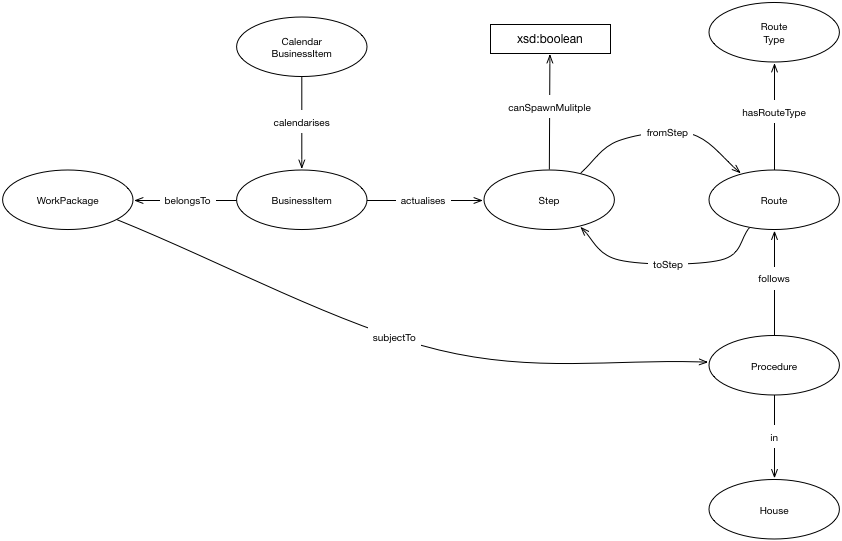 Route
Type
Calendar
BusinessItem
xsd:boolean
canSpawnMulitple
hasRouteType
calendarises
fromStep
WorkPackage
belongsTo
BusinessItem
actualises
Step
Route
toStep
follows
subjectTo
Procedure
in
House